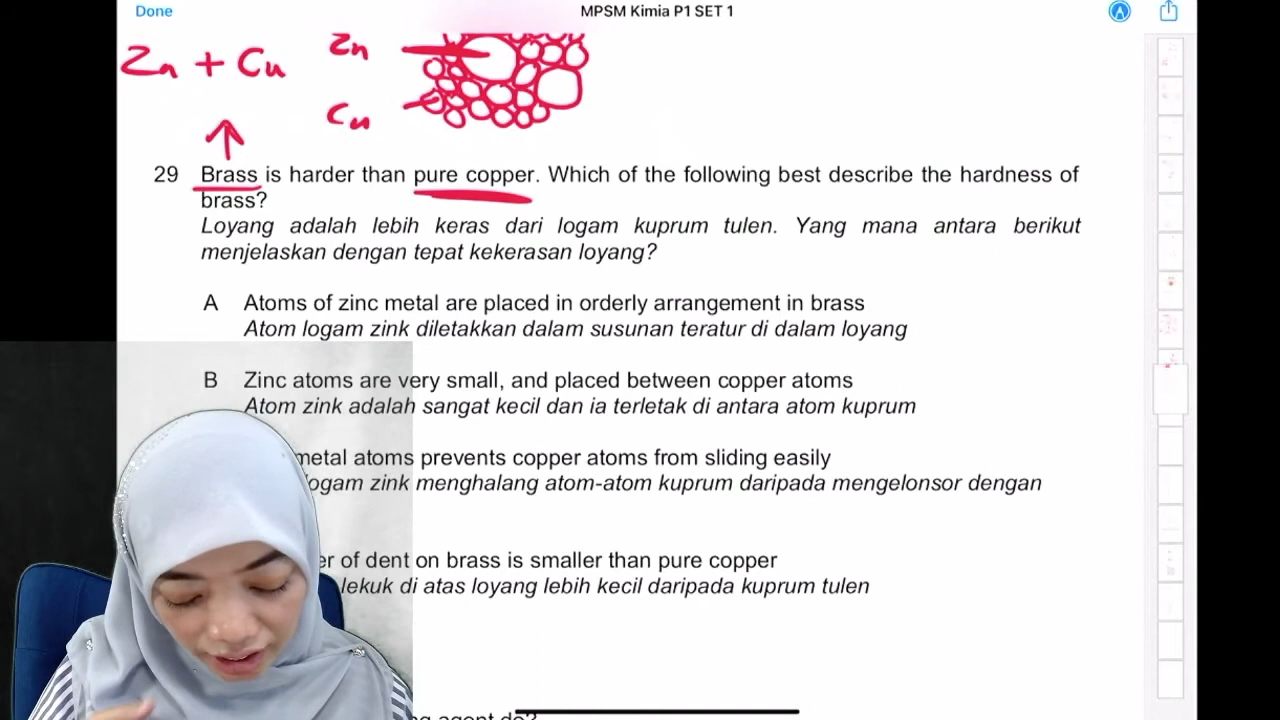 Done
MPSM Kimia P1 SET 1
Zn + Cu
Zn
Cu
29 Brass is harder than pure copper. Which of the following best describe the hardness of
brass?
Loyang adalah lebih keras dari logam kuprum tulen. Yang mana antara berikut
menjelaskan dengan tepat kekerasan loyang?
A Atoms of zinc metal are placed in orderly arrangement in brass
Atom logam zink diletakkan dalam susunan teratur di dalam loyang
B Zinc atoms are very small, and placed between copper atoms
Atom zink adalah sangat kecil dan ia terletak di antara atom kuprum
metal atoms prevents copper atoms from sliding easily
logam zink menghalang atom-atom kuprum daripada mengelonsor dengan
of dent on brass is smaller than pure copper
lekuk di atas loyang lebih kecil daripada kuprum tulen